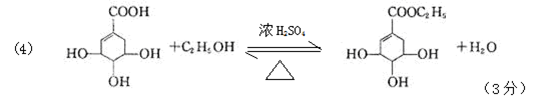 COOH COOC₂H₅
浓H₂SO₄
(4) HO OH +C₂H₅OH ⇌ HO OH +H₂O
△
OH OH
(3分)